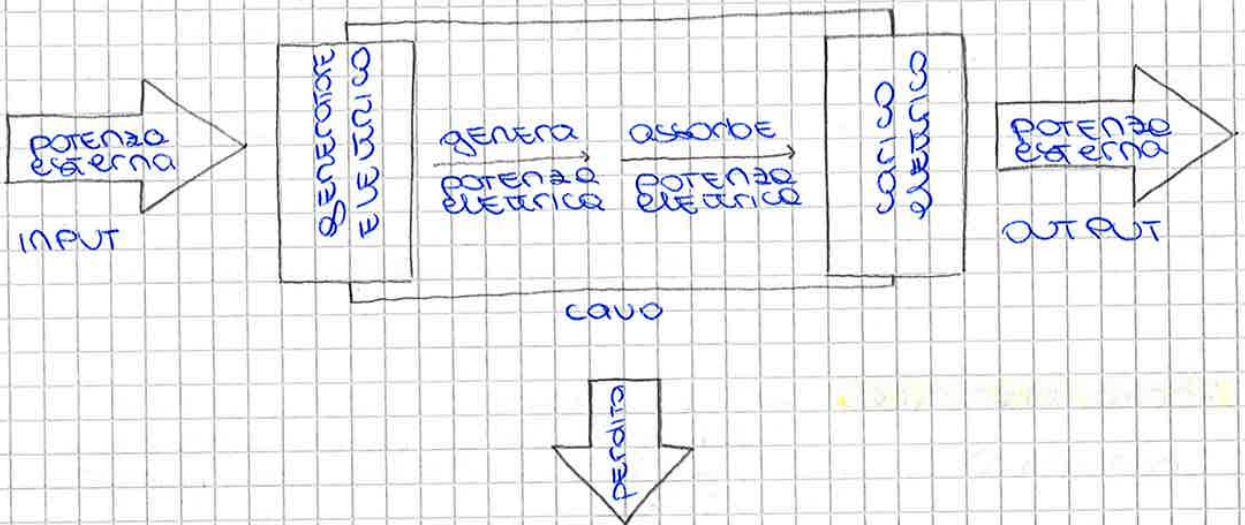 POTENZA
esterna
INPUT
GENERATORE
ELETTRICO
GENERA
POTENZA
ELETTRICA
ASSORBE
POTENZA
ELETTRICA
CARICO
ELETTRICO
POTENZA
esterna
OUTPUT
CAVO
PERDITA